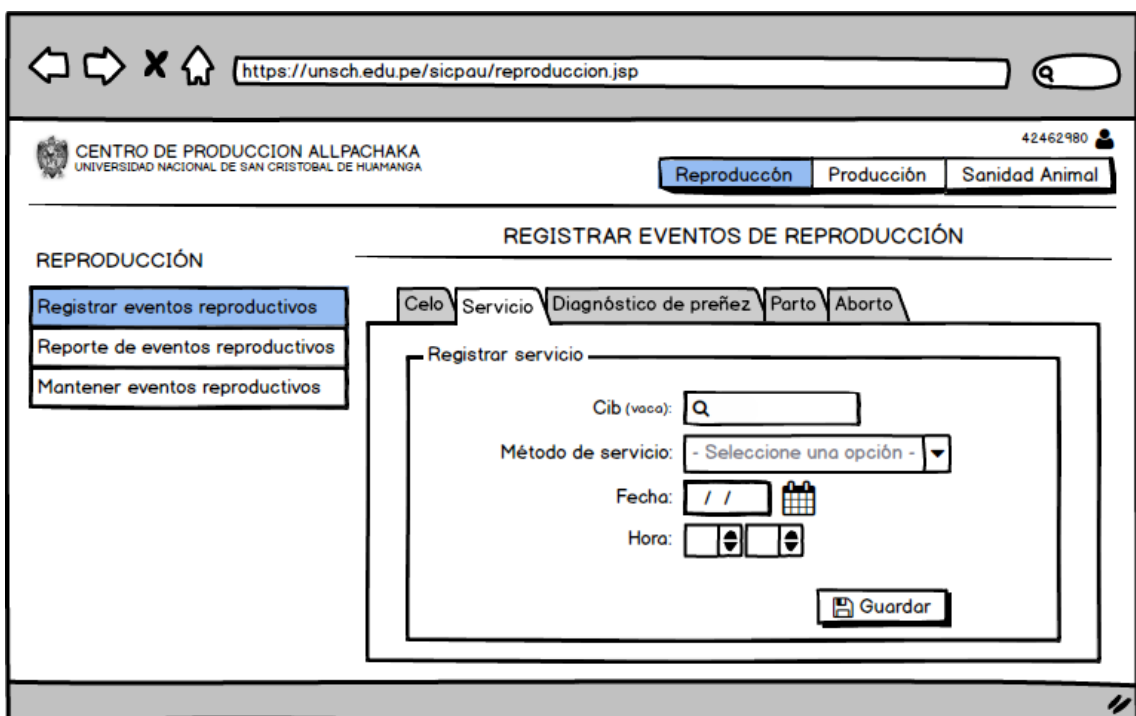 https://unsch.edu.pe/sicpau/reproduccion.jsp
42462980
CENTRO DE PRODUCCION ALLPACHAKA
UNIVERSIDAD NACIONAL DE SAN CRISTOBAL DE HUAMANGA
Reproduccón Producción Sanidad Animal
REGISTRAR EVENTOS DE REPRODUCCIÓN
REPRODUCCIÓN
Registrar eventos reproductivos
Reporte de eventos reproductivos
Mantener eventos reproductivos
Celo Servicio Diagnóstico de preñez Parto Aborto
Registrar servicio
Cib (vaca):
Método de servicio: - Seleccione una opción -
Fecha: / /
Hora:
Guardar